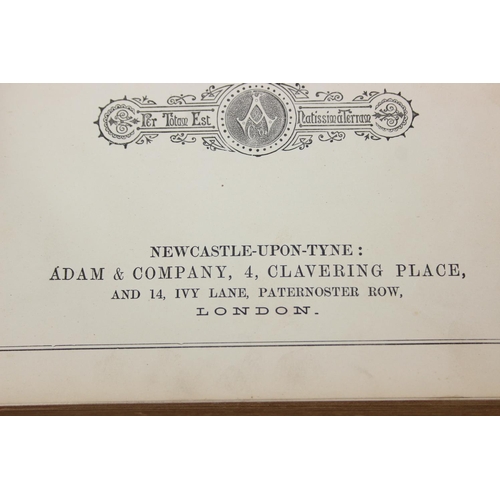 Per Totam Est Natissima Terram
NEWCASTLE-UPON-TYNE:
ADAM & COMPANY, 4, CLAVERING PLACE,
AND 14, IVY LANE, PATERNOSTER ROW,
LONDON.